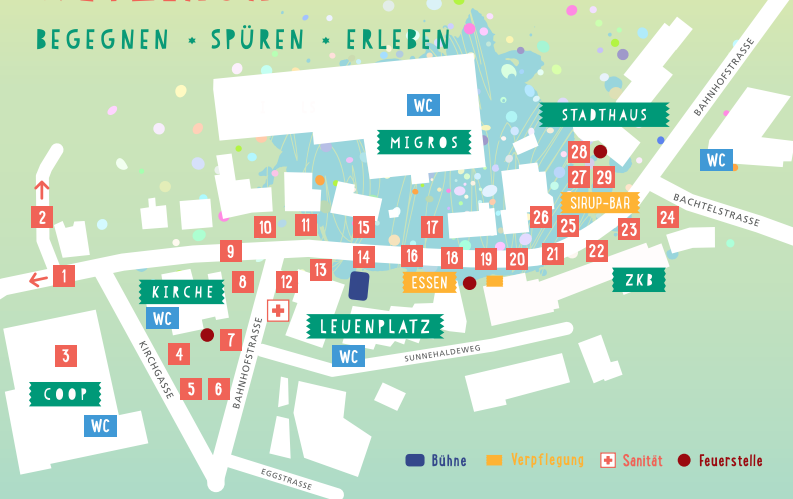 BEGEGNEN * SPÜREN * ERLEBEN
WC
MIGROS
STADTHAUS
BAHNHOFSTRASSE
WC
28
27 29
SIRUP-BAR
BACHTELSTRASSE
2
10 11 15 17 26 25 23 24
9 14 16 18 19 20 21 22
1
8 12 13
ESSEN
ZKB
KIRCHE
WC
LEUENPLATZ
WC
SUNNEHALDEWEG
3
4 7
KIRCHGASSE
BAHNHOFSTRASSE
5 6
COOP
WC
EGGSTRASSE
Bühne Verpflegung Sanität Feuerstelle